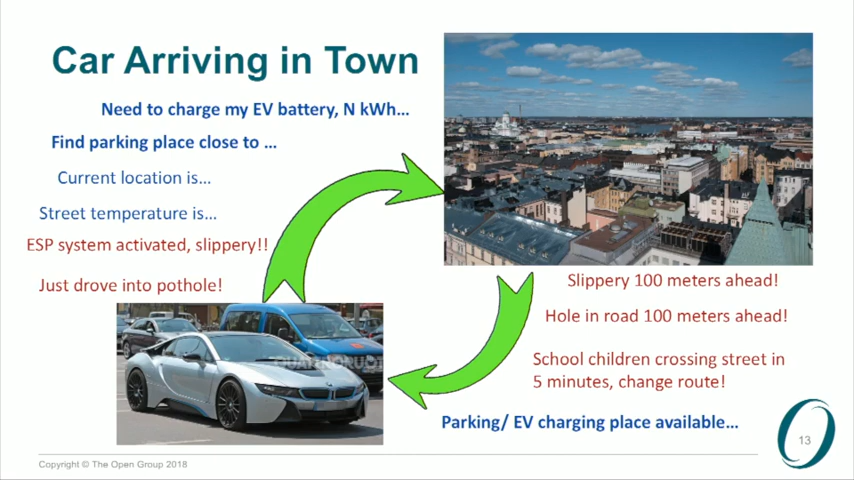 Car Arriving in Town
Need to charge my EV battery, N kWh...
Find parking place close to ...
Current location is...
Street temperature is...
ESP system activated, slippery!!
Just drove into pothole!
Slippery 100 meters ahead!
Hole in road 100 meters ahead!
School children crossing street in
5 minutes, change route!
Parking/ EV charging place available...
13
Copyright © The Open Group 2018